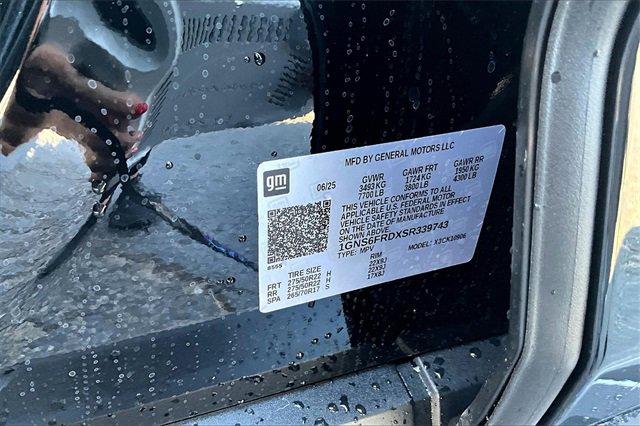 MFD BY GENERAL MOTORS LLC
gm
06/25
GVWR GAWR FRT GAWR RR
3493 KG 1724 KG 1950 KG
7700 LB 3800 LB 4300 LB
THIS VEHICLE CONFORMS TO ALL
APPLICABLE U.S. FEDERAL MOTOR
VEHICLE SAFETY STANDARDS IN EFFECT
ON THE DATE OF MANUFACTURE
SHOWN ABOVE.
1GNS6FRDXSR339743
TYPE: MPV MODEL: X3CK10906
8555
TIRE SIZE RIM
FRT 275/50R22 H 22X9J
RR 275/50R22 H 22X9J
SPA 265/70R17 S 17X8J